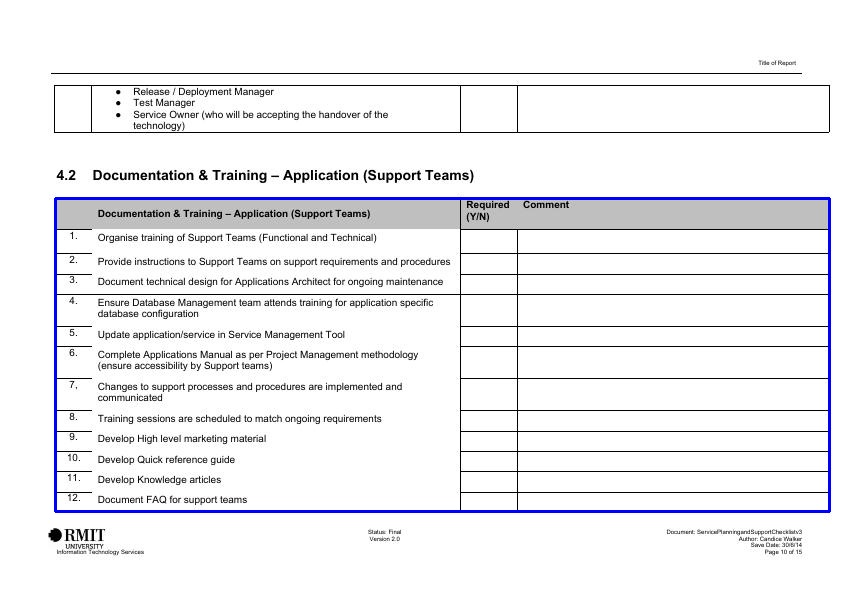 Title of Report
● Release / Deployment Manager
● Test Manager
● Service Owner (who will be accepting the handover of the
technology)
4.2 Documentation & Training – Application (Support Teams)
Documentation & Training – Application (Support Teams)
Required
(Y/N)
Comment
1. Organise training of Support Teams (Functional and Technical)
2. Provide instructions to Support Teams on support requirements and procedures
3. Document technical design for Applications Architect for ongoing maintenance
4. Ensure Database Management team attends training for application specific
database configuration
5. Update application/service in Service Management Tool
6. Complete Applications Manual as per Project Management methodology
(ensure accessibility by Support teams)
7, Changes to support processes and procedures are implemented and
communicated
8. Training sessions are scheduled to match ongoing requirements
9. Develop High level marketing material
10. Develop Quick reference guide
11. Develop Knowledge articles
12. Document FAQ for support teams
RMIT
UNIVERSITY
Information Technology Services
Status: Final
Version 2.0
Document: ServicePlanningandSupportChecklistv3
Author: Candice Walker
Save Date: 30/6/14
Page 10 of 15